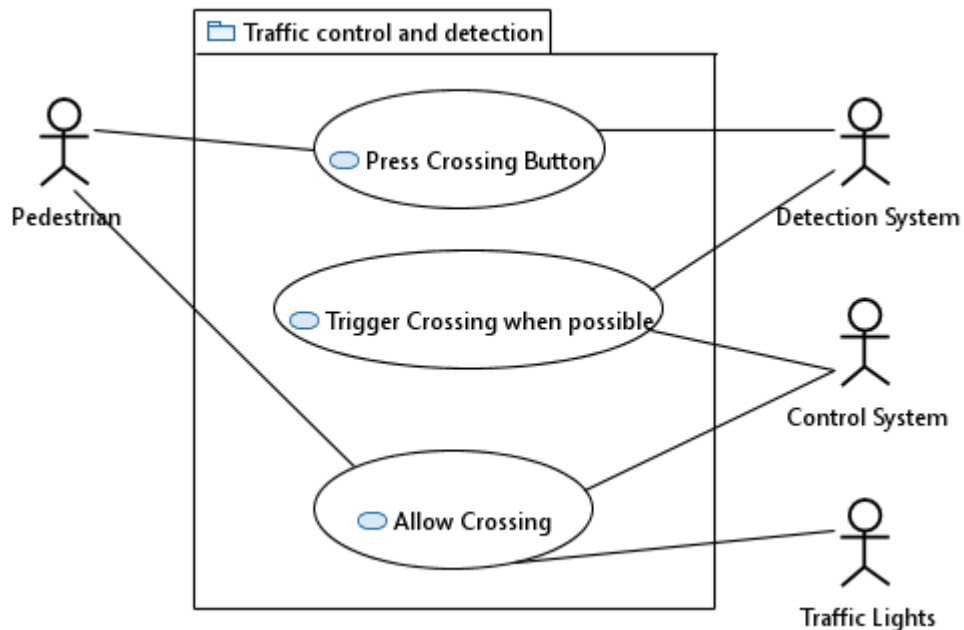 Traffic control and detection
Press Crossing Button
Pedestrian
Detection System
Trigger Crossing when possible
Control System
Allow Crossing
Traffic Lights